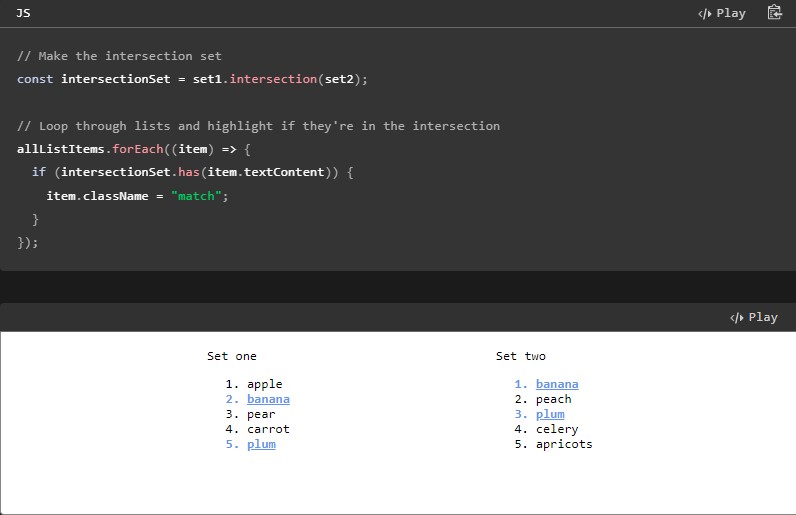 JS
</> Play
// Make the intersection set
const intersectionSet = set1.intersection(set2);
// Loop through lists and highlight if they're in the intersection
allListItems.forEach((item) => {
if (intersectionSet.has(item.textContent)) {
item.className = "match";
}
});
</> Play
Set one
1. apple
2. banana
3. pear
4. carrot
5. plum
Set two
1. banana
2. peach
3. plum
4. celery
5. apricots